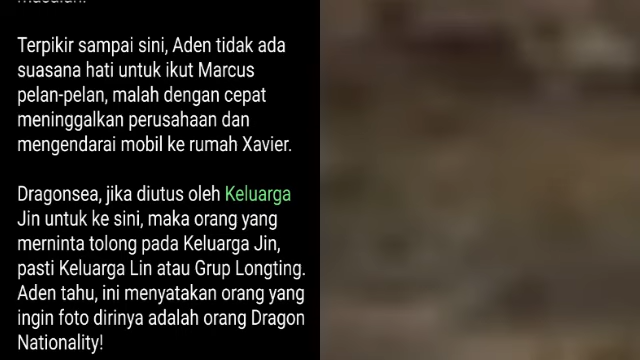 Terpikir sampai sini, Aden tidak ada
suasana hati untuk ikut Marcus
pelan-pelan, malah dengan cepat
meninggalkan perusahaan dan
mengendarai mobil ke rumah Xavier.
Dragonsea, jika diutus oleh Keluarga
Jin untuk ke sini, maka orang yang
merninta tolong pada Keluarga Jin,
pasti Keluarga Lin atau Grup Longting.
Aden tahu, ini menyatakan orang yang
ingin foto dirinya adalah orang Dragon
Nationality!